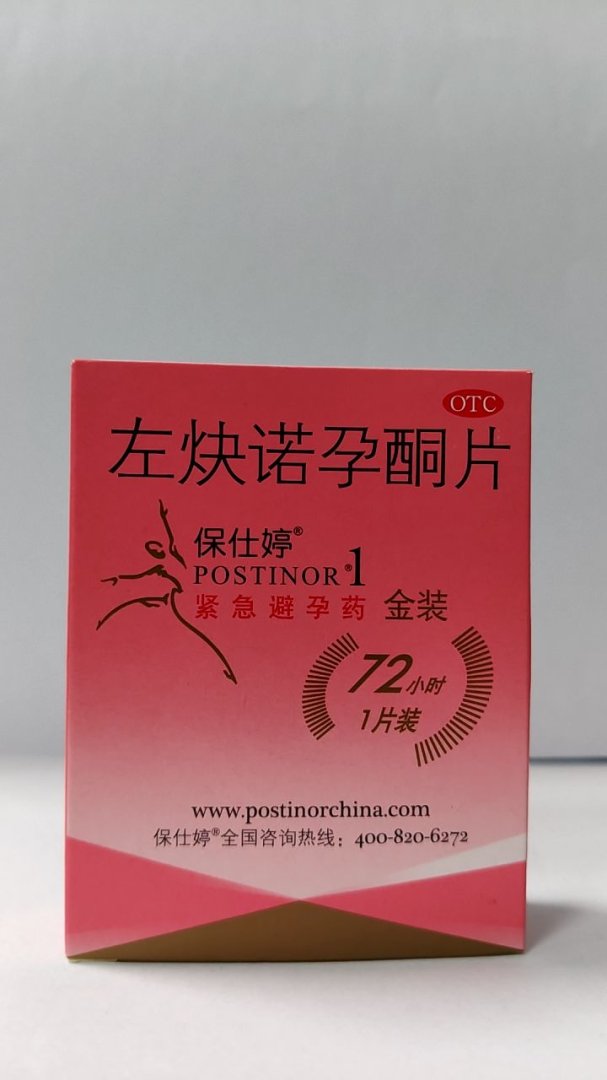 OTC
左炔诺孕酮片
保仕婷®
POSTINOR®1
紧急避孕药 金装
72小时
1片装
www.postinorchina.com
保仕婷®全国咨询热线：400-820-6272